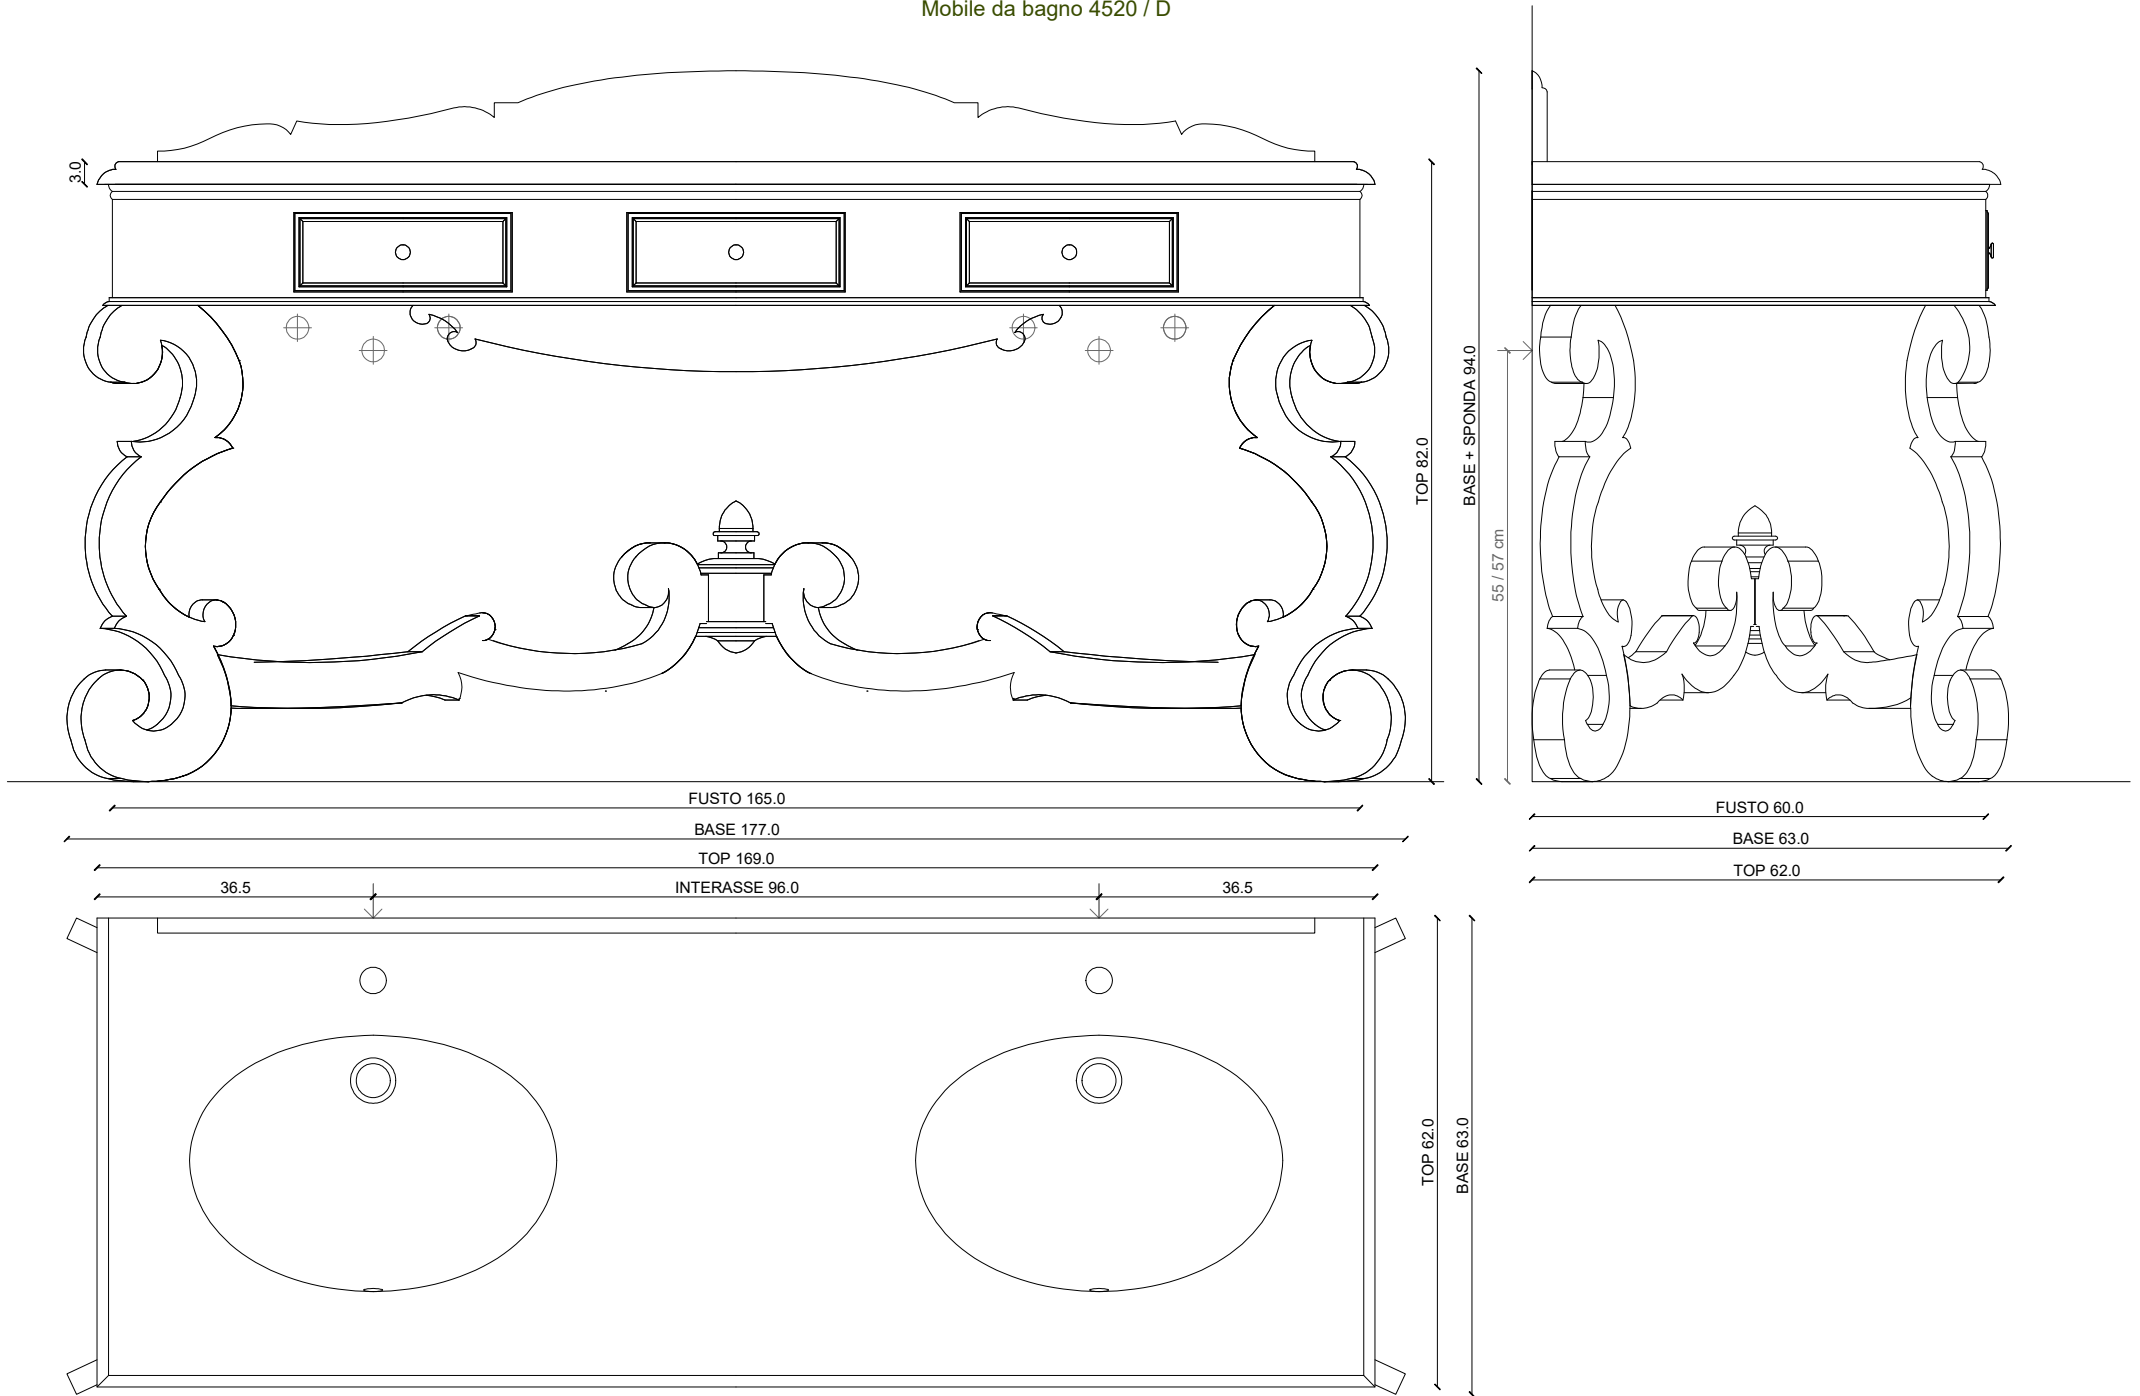 Mobile da bagno 4520 / D
3.0
TOP 82.0
BASE + SPONDA 94.0
55 / 57 cm
FUSTO 165.0
BASE 177.0
TOP 169.0
36.5 INTERASSE 96.0 36.5
FUSTO 60.0
BASE 63.0
TOP 62.0
TOP 62.0
BASE 63.0